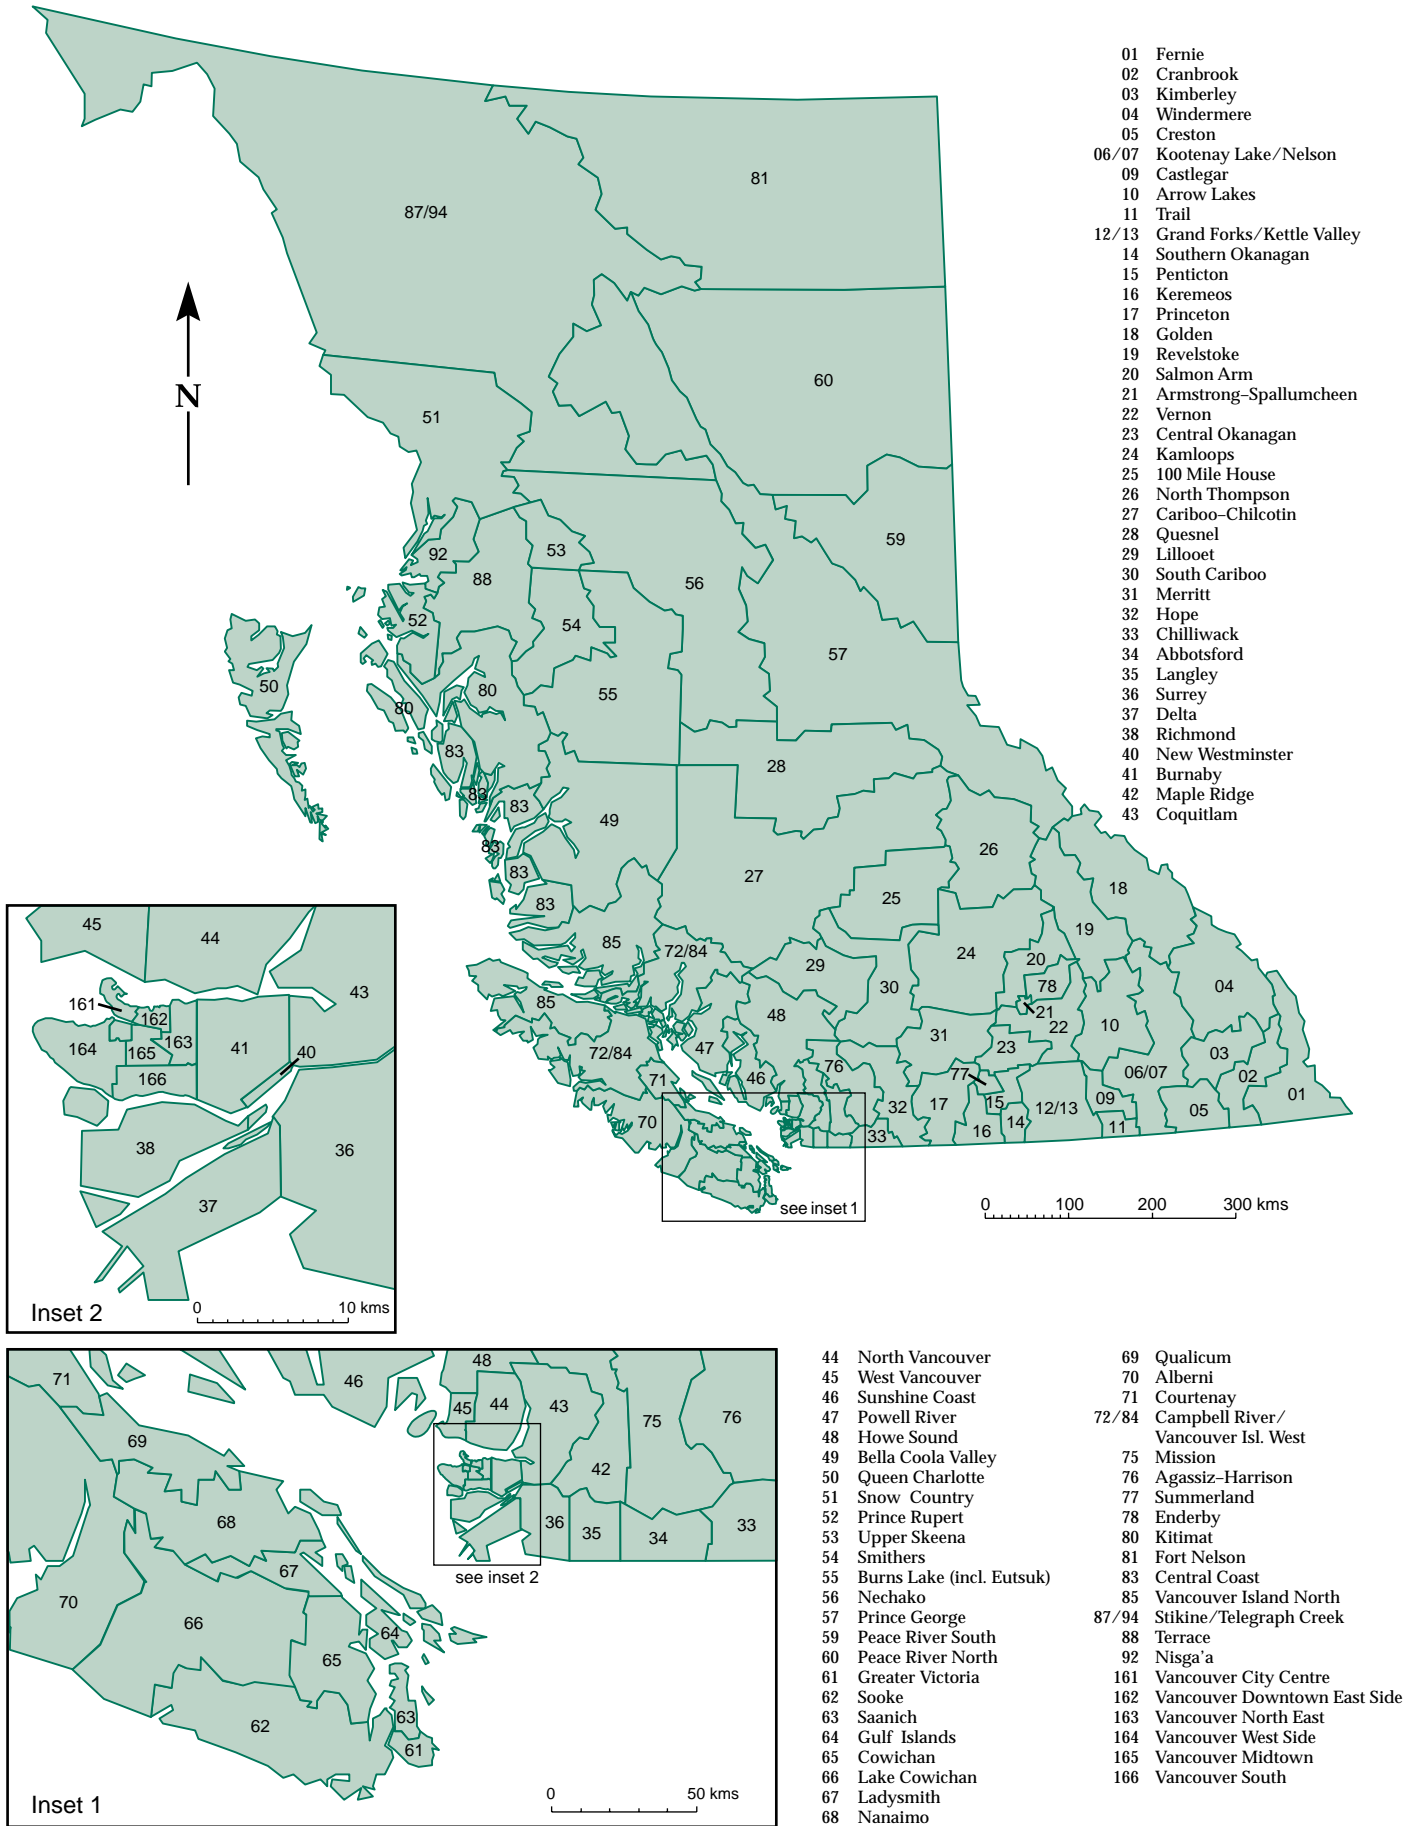 01 Fernie
02 Cranbrook
03 Kimberley
04 Windermere
05 Creston
06/07 Kootenay Lake/Nelson
09 Castlegar
10 Arrow Lakes
11 Trail
12/13 Grand Forks/Kettle Valley
14 Southern Okanagan
15 Penticton
16 Keremeos
17 Princeton
18 Golden
19 Revelstoke
20 Salmon Arm
21 Armstrong–Spallumcheen
22 Vernon
23 Central Okanagan
24 Kamloops
25 100 Mile House
26 North Thompson
27 Cariboo–Chilcotin
28 Quesnel
29 Lillooet
30 South Cariboo
31 Merritt
32 Hope
33 Chilliwack
34 Abbotsford
35 Langley
36 Surrey
37 Delta
38 Richmond
40 New Westminster
41 Burnaby
42 Maple Ridge
43 Coquitlam
81
87/94
N
60
51
59
92
53
88
56
52
54
57
50
80
55
80
83
28
83
83
49
83
26
83
27
18
25
83
19
85
72/84
24
20
29
78
30
04
85
48
21
22
10
31
47
23
03
72/84
76
06/07
77
02
71
46
01
09
15
32
17
12/13
05
70
14
11
33
16
see inset 1
0 100 200 300 kms
45
44
43
161
162
163
164
165
41
40
166
38
36
37
Inset 2
0 10 kms
48
71
46
45
44
43
75
76
69
42
68
36
35
34
33
67
see inset 2
70
66
64
65
63
62
61
Inset 1
0 50 kms
44 North Vancouver
45 West Vancouver
46 Sunshine Coast
47 Powell River
48 Howe Sound
49 Bella Coola Valley
50 Queen Charlotte
51 Snow Country
52 Prince Rupert
53 Upper Skeena
54 Smithers
55 Burns Lake (incl. Eutsuk)
56 Nechako
57 Prince George
59 Peace River South
60 Peace River North
61 Greater Victoria
62 Sooke
63 Saanich
64 Gulf Islands
65 Cowichan
66 Lake Cowichan
67 Ladysmith
68 Nanaimo
69 Qualicum
70 Alberni
71 Courtenay
72/84 Campbell River/
Vancouver Isl. West
75 Mission
76 Agassiz–Harrison
77 Summerland
78 Enderby
80 Kitimat
81 Fort Nelson
83 Central Coast
85 Vancouver Island North
87/94 Stikine/Telegraph Creek
88 Terrace
92 Nisga'a
161 Vancouver City Centre
162 Vancouver Downtown East Side
163 Vancouver North East
164 Vancouver West Side
165 Vancouver Midtown
166 Vancouver South